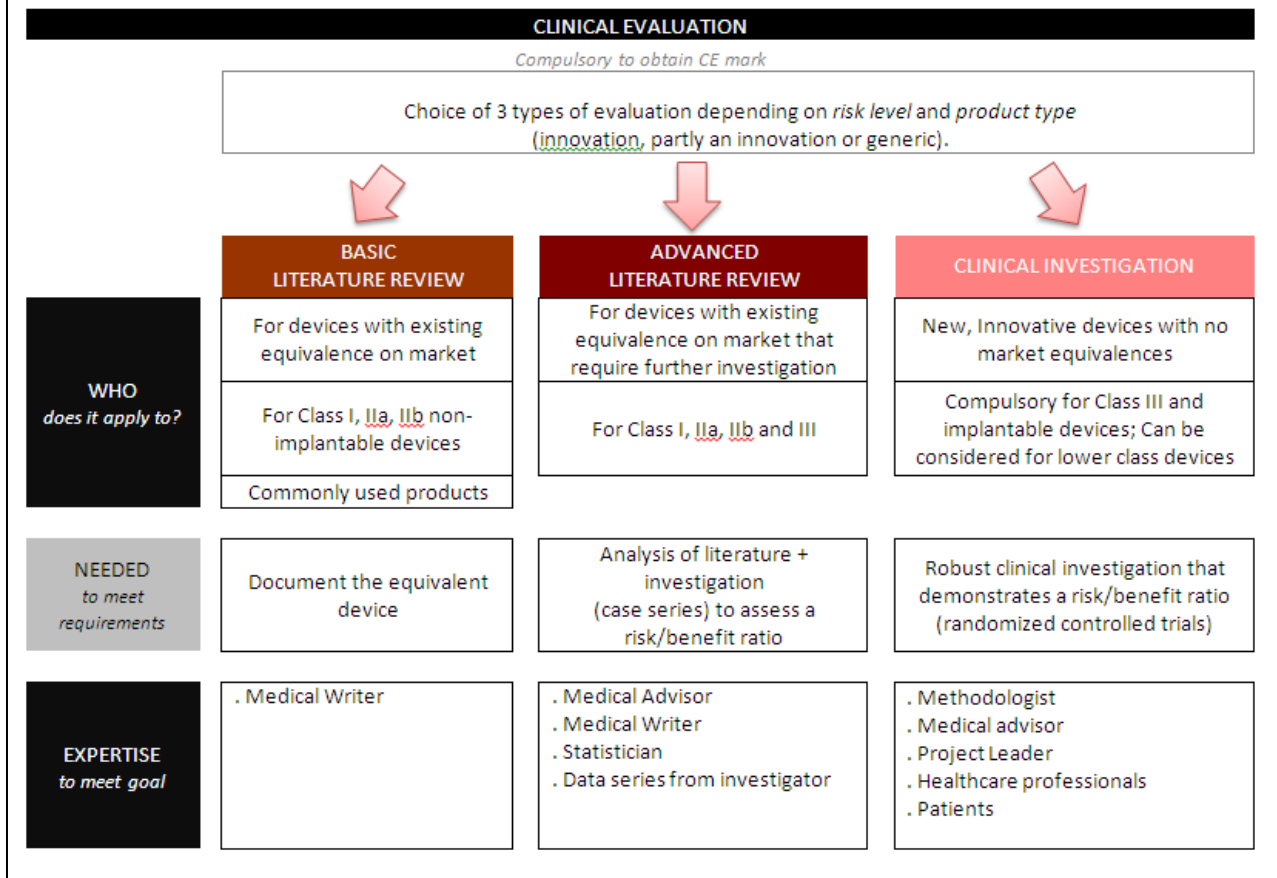 CLINICAL EVALUATION
Compulsory to obtain CE mark
Choice of 3 types of evaluation depending on risk level and product type
(innovation, partly an innovation or generic).
BASIC
LITERATURE REVIEW
ADVANCED
LITERATURE REVIEW
CLINICAL INVESTIGATION
WHO
does it apply to?
For devices with existing
equivalence on market
For devices with existing
equivalence on market that
require further investigation
New, Innovative devices with no
market equivalences
For Class I, IIa, IIb non-
implantable devices
For Class I, IIa, IIb and III
Compulsory for Class III and
implantable devices; Can be
considered for lower class devices
Commonly used products
NEEDED
to meet
requirements
Document the equivalent
device
Analysis of literature +
investigation
(case series) to assess a
risk/benefit ratio
Robust clinical investigation that
demonstrates a risk/benefit ratio
(randomized controlled trials)
EXPERTISE
to meet goal
. Medical Writer
. Medical Advisor
. Medical Writer
. Statistician
. Data series from investigator
. Methodologist
. Medical advisor
. Project Leader
. Healthcare professionals
. Patients